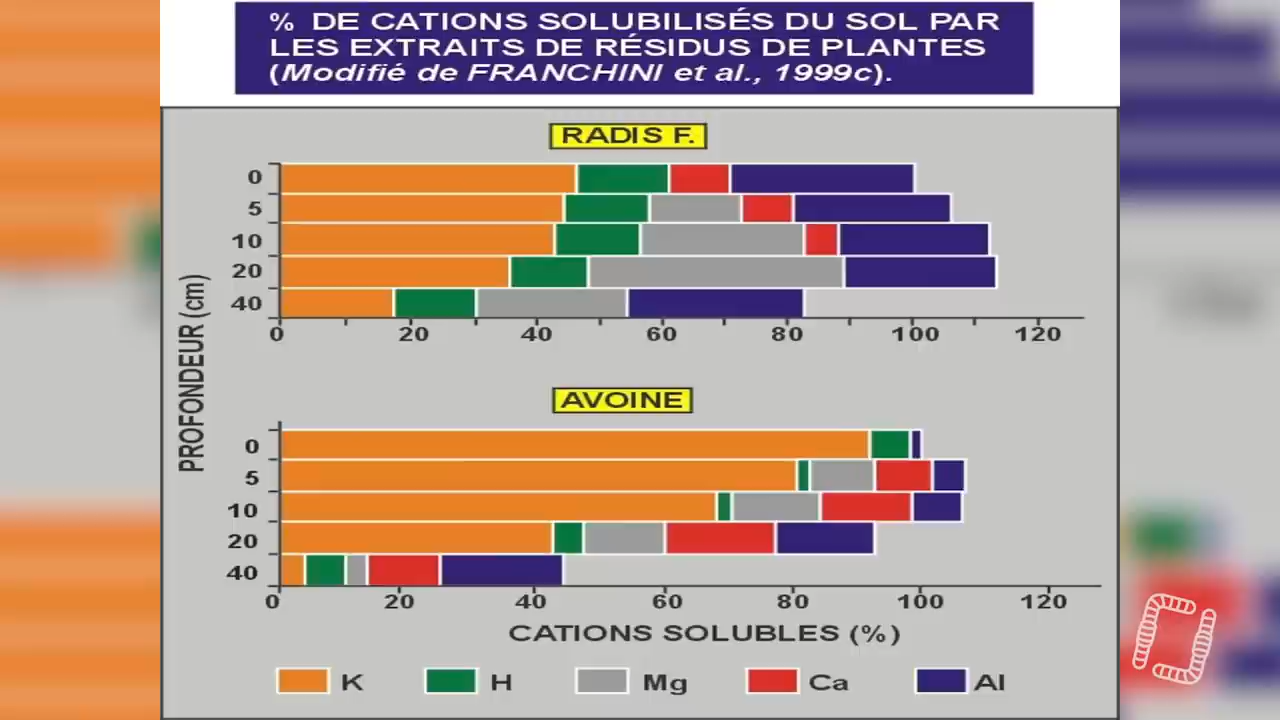 % DE CATIONS SOLUBILISÉS DU SOL PAR
LES EXTRAITS DE RÉSIDUS DE PLANTES
(Modifié de FRANCHINI et al., 1999c).
RADIS F.
0
5
10
20
40
0 20 40 60 80 100 120
PROFONDEUR (cm)
AVOINE
0
5
10
20
40
0 20 40 60 80 100 120
CATIONS SOLUBLES (%)
K H Mg Ca Al